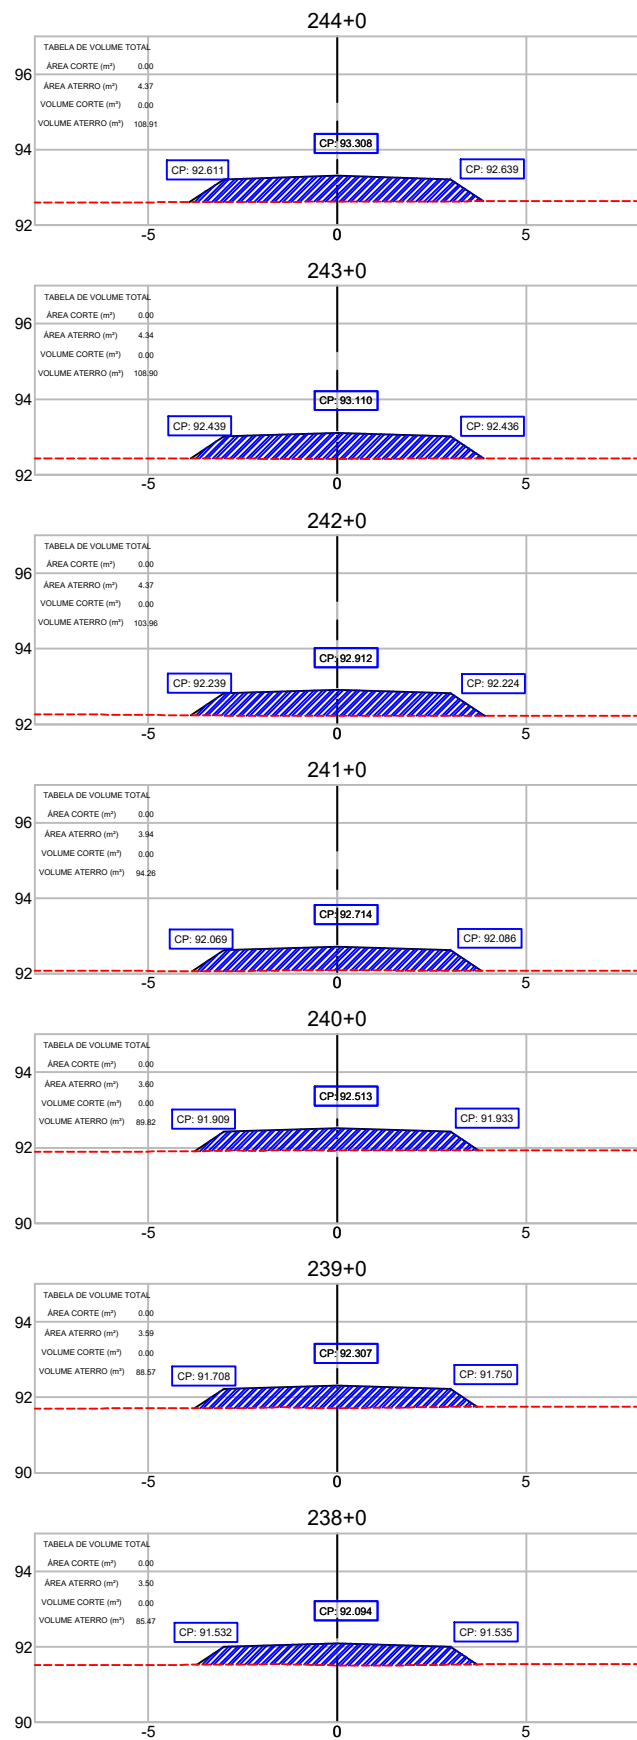 244+0
TABELA DE VOLUME TOTAL
ÁREA CORTE (m²) 0.00
ÁREA ATERRO (m²) 4.37
VOLUME CORTE (m²) 0.00
VOLUME ATERRO (m³) 108.91
96
94
92
CP: 92.611
CP: 93.308
CP: 92.639
-5 0 5
243+0
TABELA DE VOLUME TOTAL
ÁREA CORTE (m²) 0.00
ÁREA ATERRO (m²) 4.34
VOLUME CORTE (m²) 0.00
VOLUME ATERRO (m³) 108.90
96
94
92
CP: 92.439
CP: 93.110
CP: 92.436
-5 0 5
242+0
TABELA DE VOLUME TOTAL
ÁREA CORTE (m²) 0.00
ÁREA ATERRO (m²) 4.37
VOLUME CORTE (m²) 0.00
VOLUME ATERRO (m³) 103.96
96
94
92
CP: 92.239
CP: 92.912
CP: 92.224
-5 0 5
241+0
TABELA DE VOLUME TOTAL
ÁREA CORTE (m²) 0.00
ÁREA ATERRO (m²) 3.94
VOLUME CORTE (m²) 0.00
VOLUME ATERRO (m³) 94.26
96
94
92
CP: 92.069
CP: 92.714
CP: 92.086
-5 0 5
240+0
TABELA DE VOLUME TOTAL
ÁREA CORTE (m²) 0.00
ÁREA ATERRO (m²) 3.60
VOLUME CORTE (m²) 0.00
VOLUME ATERRO (m³) 89.82
94
92
90
CP: 91.909
CP: 92.513
CP: 91.933
-5 0 5
239+0
TABELA DE VOLUME TOTAL
ÁREA CORTE (m²) 0.00
ÁREA ATERRO (m²) 3.59
VOLUME CORTE (m²) 0.00
VOLUME ATERRO (m³) 88.57
94
92
90
CP: 91.708
CP: 92.307
CP: 91.750
-5 0 5
238+0
TABELA DE VOLUME TOTAL
ÁREA CORTE (m²) 0.00
ÁREA ATERRO (m²) 3.50
VOLUME CORTE (m²) 0.00
VOLUME ATERRO (m³) 85.47
94
92
90
CP: 91.532
CP: 92.094
CP: 91.535
-5 0 5